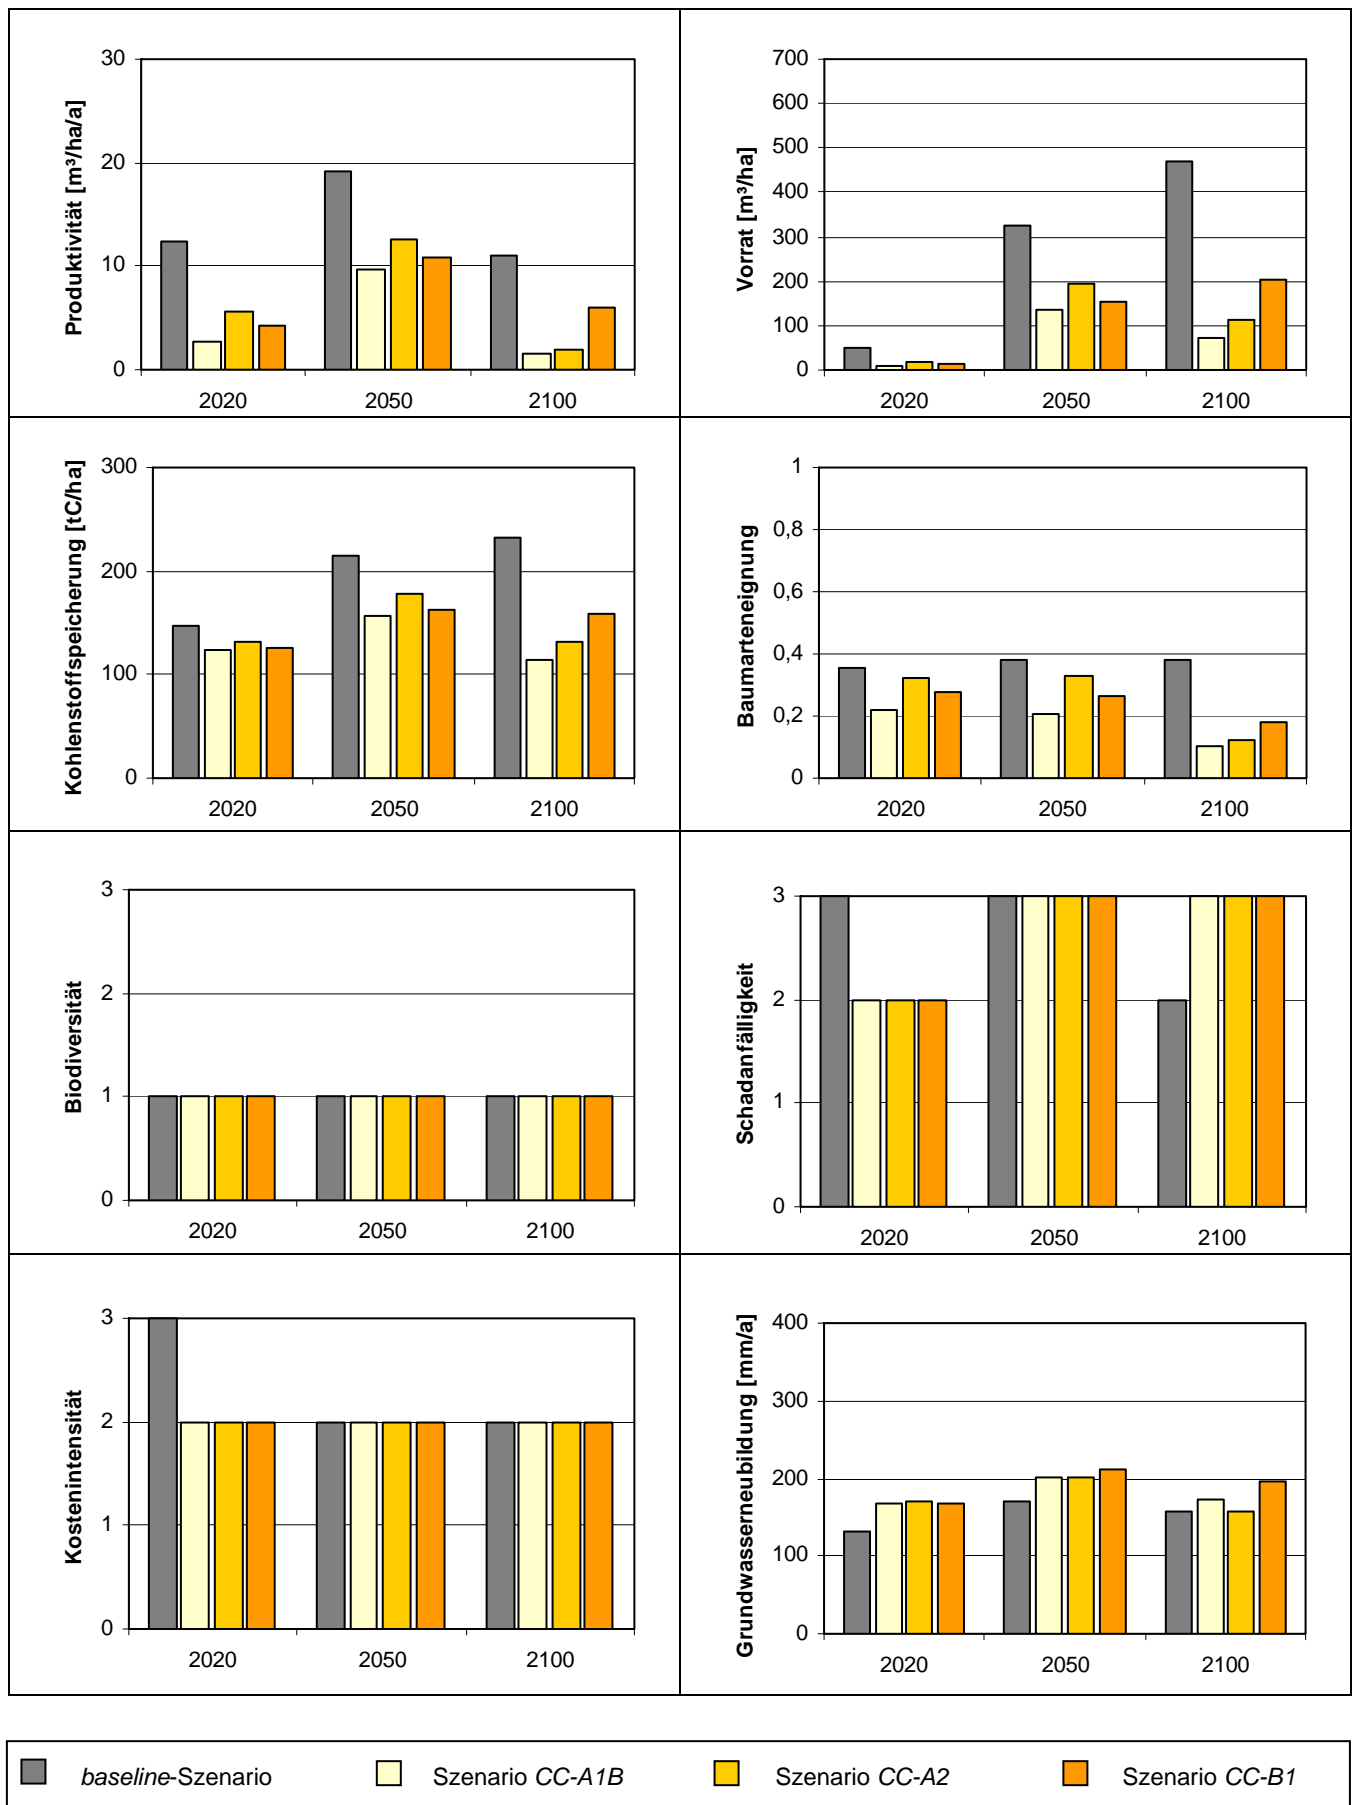 Produktivität [m³/ha/a]
30
20
10
0
2020 2050 2100
Vorrat [m³/ha]
700
600
500
400
300
200
100
0
2020 2050 2100
Kohlenstoffspeicherung [tC/ha]
300
200
100
0
2020 2050 2100
Baumarteneignung
1
0,8
0,6
0,4
0,2
0
2020 2050 2100
Biodiversität
3
2
1
0
2020 2050 2100
Schadanfälligkeit
3
2
1
0
2020 2050 2100
Kostenintensität
3
2
1
0
2020 2050 2100
Grundwasserneubildung [mm/a]
400
300
200
100
0
2020 2050 2100
baseline-Szenario Szenario CC-A1B Szenario CC-A2 Szenario CC-B1